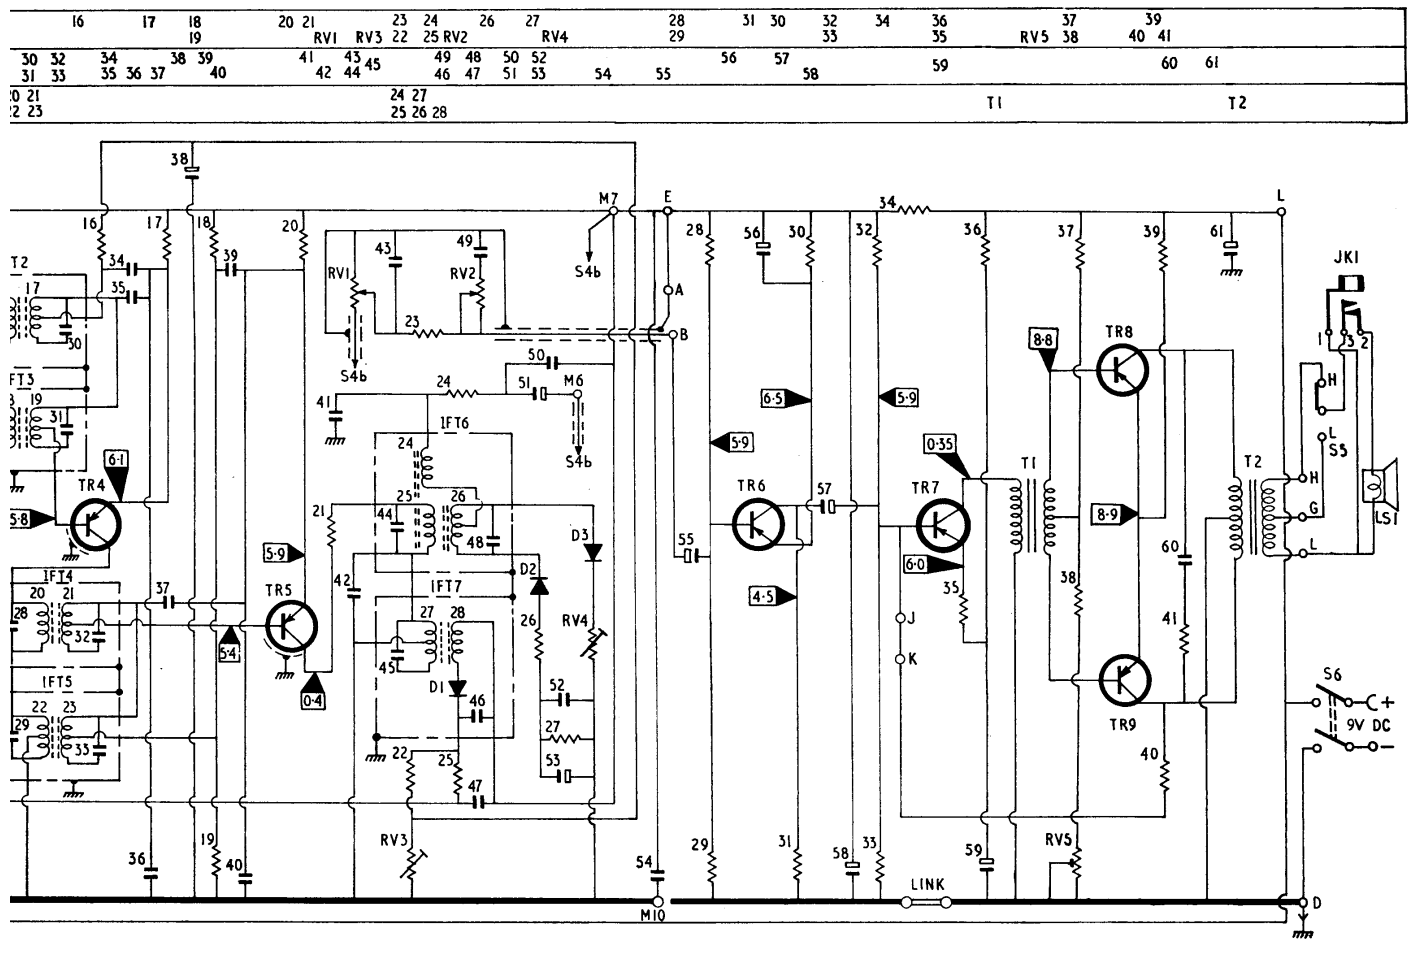 16 17 18 20 21 23 24 26 27 28 31 30 32 34 36 37 39
19 RV1 RV3 22 25 RV2 RV4 29 33 35 RV5 38 40 41
30 32 34 38 39 41 43 45 49 48 50 52 56 57 59 60 61
31 33 35 36 37 40 42 44 46 47 51 53 54 55 58
20 21 24 27 T1 T2
22 23 25 26 28
38
M7 E L
16 17 18 20 34 28 56 30 32 36 37 39 61
T2 34 39 43 49 S4b JK1
17 35 RV1 RV2 A
30 23 B 1 3 2
FT3 S4b 24 50 51 M6 8·8 TR8 H
19 31 41 IFT6 6·5 5·9 L S5
24 S4b 5·9 0·35
TR4 6·1 25 26 TR6 57 TR7 T1 T2 H
5·8 21 44 48 D3 8·9 G LS1
5·9 D2 55 6·0 L
IFT4 37 TR5 42 IFT7 4·5 35 38 60
20 21 28 32 27 28 26 RV4 J 41
5·4 45 K
IFT5 0·4 D1 46 52 TR9 S6
22 23 29 33 27 + 9V DC −
22 25 53 40
47
36 19 40 RV3 54 29 31 58 33 59 RV5
LINK
M10 D